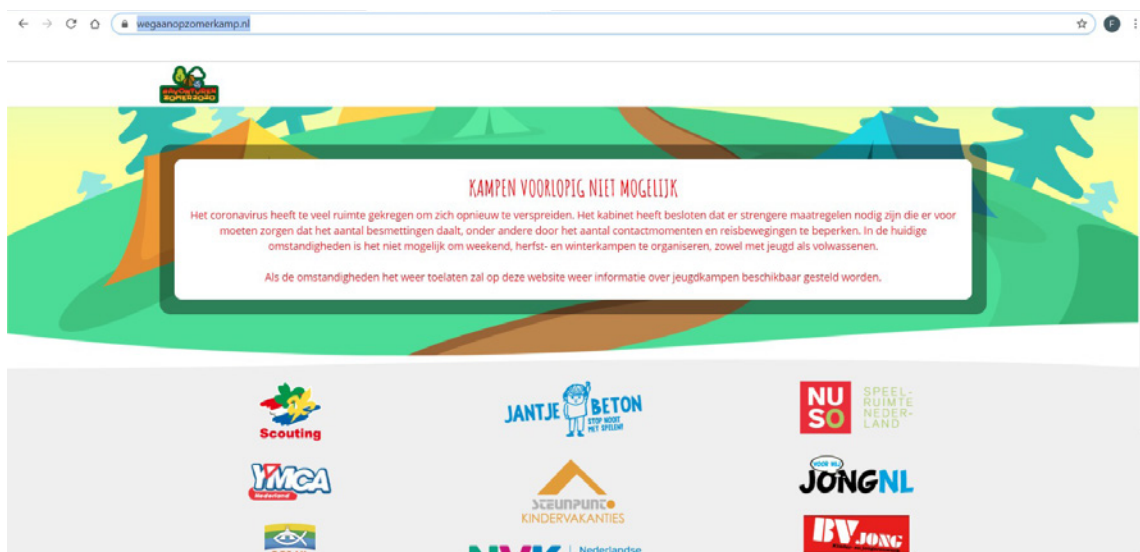 wegaanopzomerkamp.nl
F
AVONTUREN
ZOMER2020
KAMPEN VOORLOPIG NIET MOGELIJK
Het coronavirus heeft te veel ruimte gekregen om zich opnieuw te verspreiden. Het kabinet heeft besloten dat er strengere maatregelen nodig zijn die er voor
moeten zorgen dat het aantal besmettingen daalt, onder andere door het aantal contactmomenten en reisbewegingen te beperken. In de huidige
omstandigheden is het niet mogelijk om weekend, herfst- en winterkampen te organiseren, zowel met jeugd als volwassenen.
Als de omstandigheden het weer toelaten zal op deze website weer informatie over jeugdkampen beschikbaar gesteld worden.
Scouting
JANTJE BETON
STOP NOOIT
MET SPELEN!
NU
SO
SPEEL-
RUIMTE
NEDER-
LAND
YMCA
Nederland
STEUNPUNT
KINDERVAKANTIES
VOOR WIJ
JONGNL
Nederlandse
BV JONG